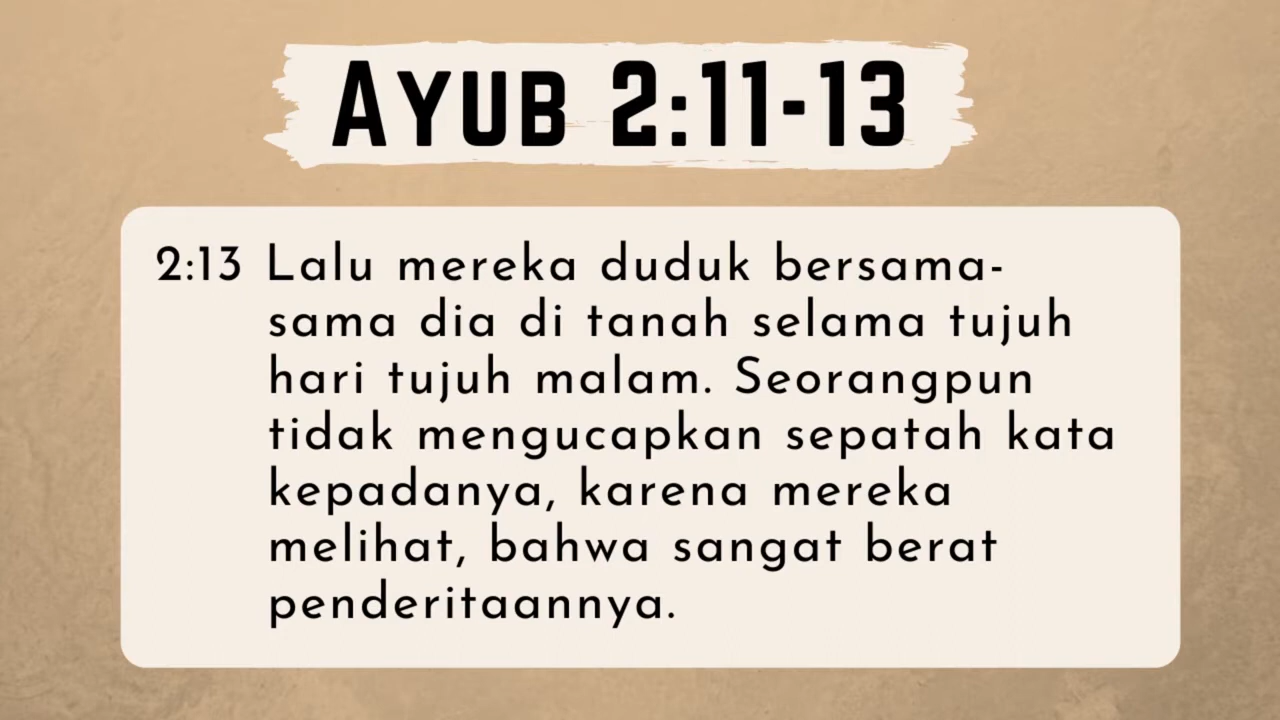 AYUB 2:11-13
2:13 Lalu mereka duduk bersama-
sama dia di tanah selama tujuh
hari tujuh malam. Seorangpun
tidak mengucapkan sepatah kata
kepadanya, karena mereka
melihat, bahwa sangat berat
penderitaannya.